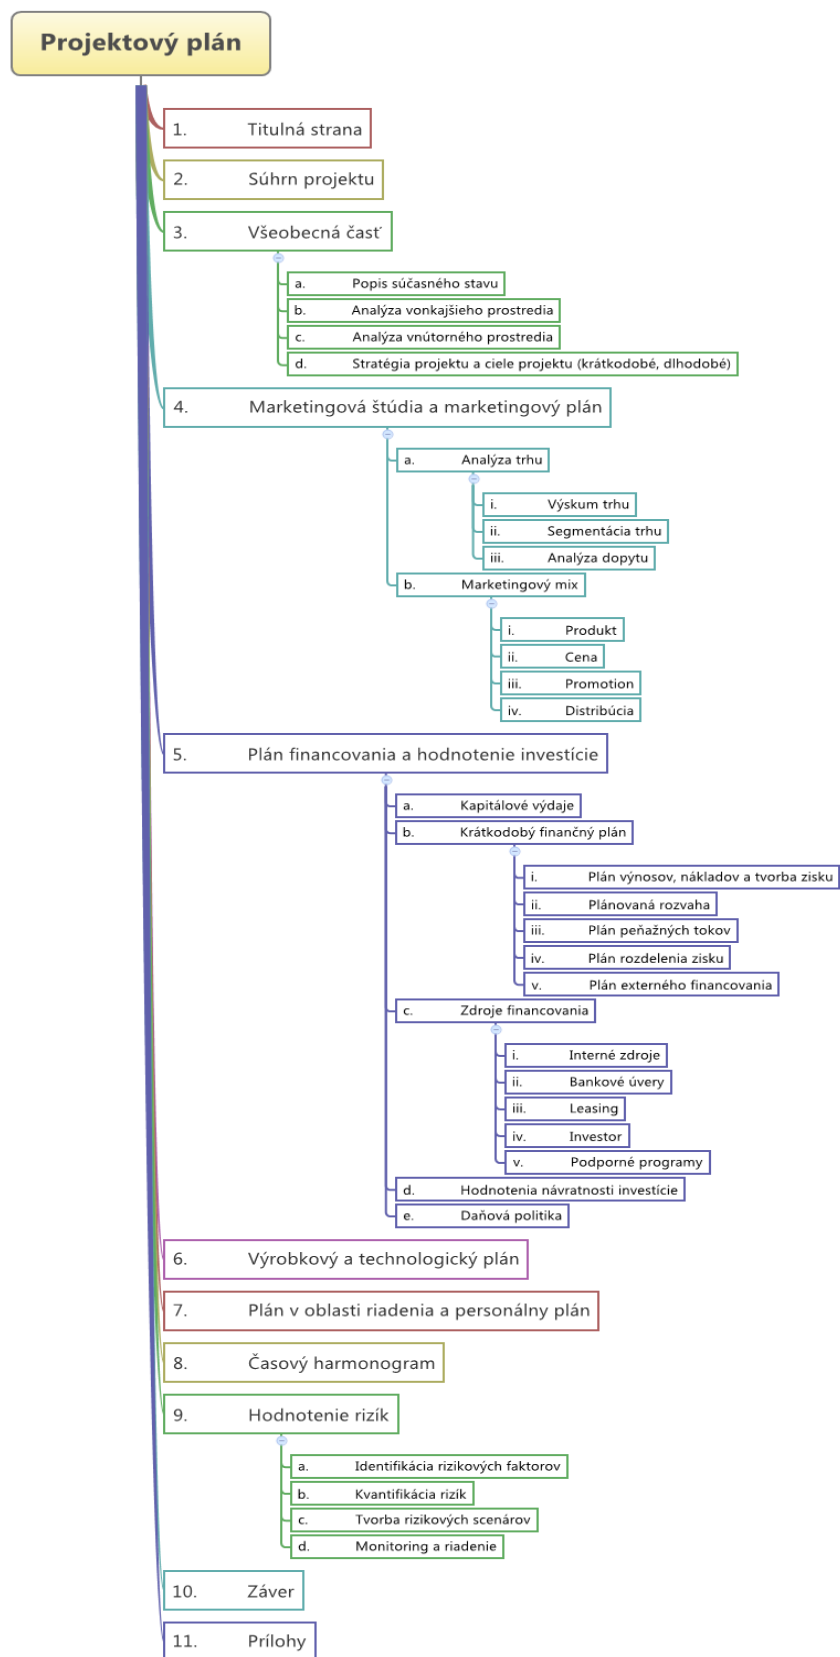 Projektový plán
1. Titulná strana
2. Súhrn projektu
3. Všeobecná časť
a. Popis súčasného stavu
b. Analýza vonkajšieho prostredia
c. Analýza vnútorného prostredia
d. Stratégia projektu a ciele projektu (krátkodobé, dlhodobé)
4. Marketingová štúdia a marketingový plán
a. Analýza trhu
i. Výskum trhu
ii. Segmentácia trhu
iii. Analýza dopytu
b. Marketingový mix
i. Produkt
ii. Cena
iii. Promotion
iv. Distribúcia
5. Plán financovania a hodnotenie investície
a. Kapitálové výdaje
b. Krátkodobý finančný plán
i. Plán výnosov, nákladov a tvorba zisku
ii. Plánovaná rozvaha
iii. Plán peňažných tokov
iv. Plán rozdelenia zisku
v. Plán externého financovania
c. Zdroje financovania
i. Interné zdroje
ii. Bankové úvery
iii. Leasing
iv. Investor
v. Podporné programy
d. Hodnotenia návratnosti investície
e. Daňová politika
6. Výrobkový a technologický plán
7. Plán v oblasti riadenia a personálny plán
8. Časový harmonogram
9. Hodnotenie rizík
a. Identifikácia rizikových faktorov
b. Kvantifikácia rizík
c. Tvorba rizikových scenárov
d. Monitoring a riadenie
10. Záver
11. Prílohy